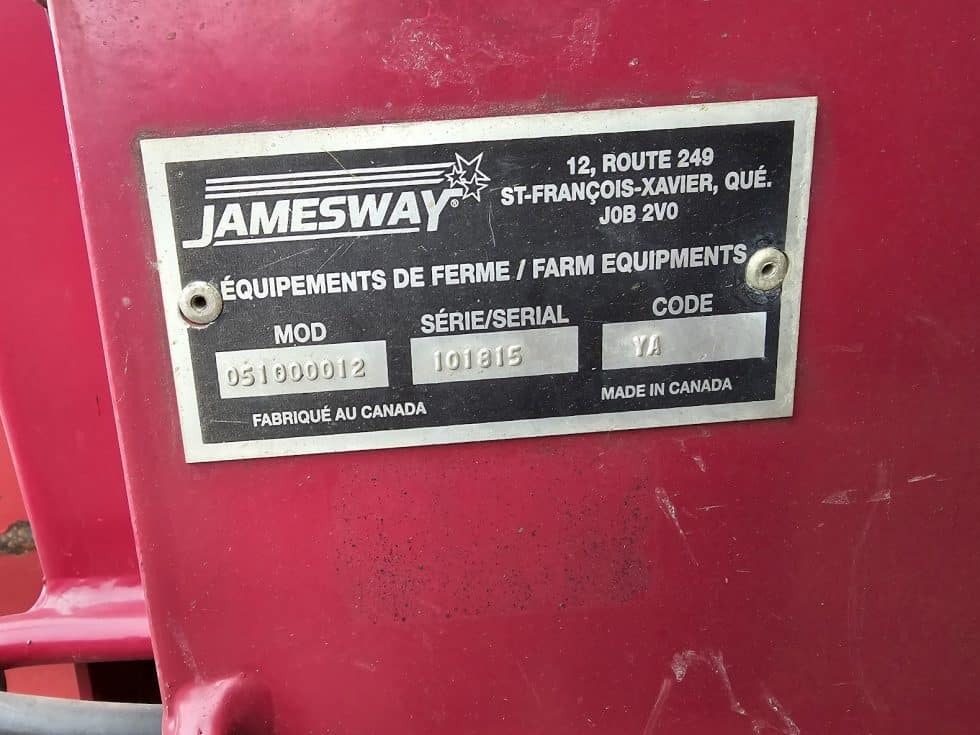 JAMESWAY®
12, ROUTE 249
ST-FRANÇOIS-XAVIER, QUÉ.
J0B 2V0
ÉQUIPEMENTS DE FERME / FARM EQUIPMENTS
MOD
SÉRIE/SERIAL
CODE
051000012
101815
YA
FABRIQUÉ AU CANADA
MADE IN CANADA